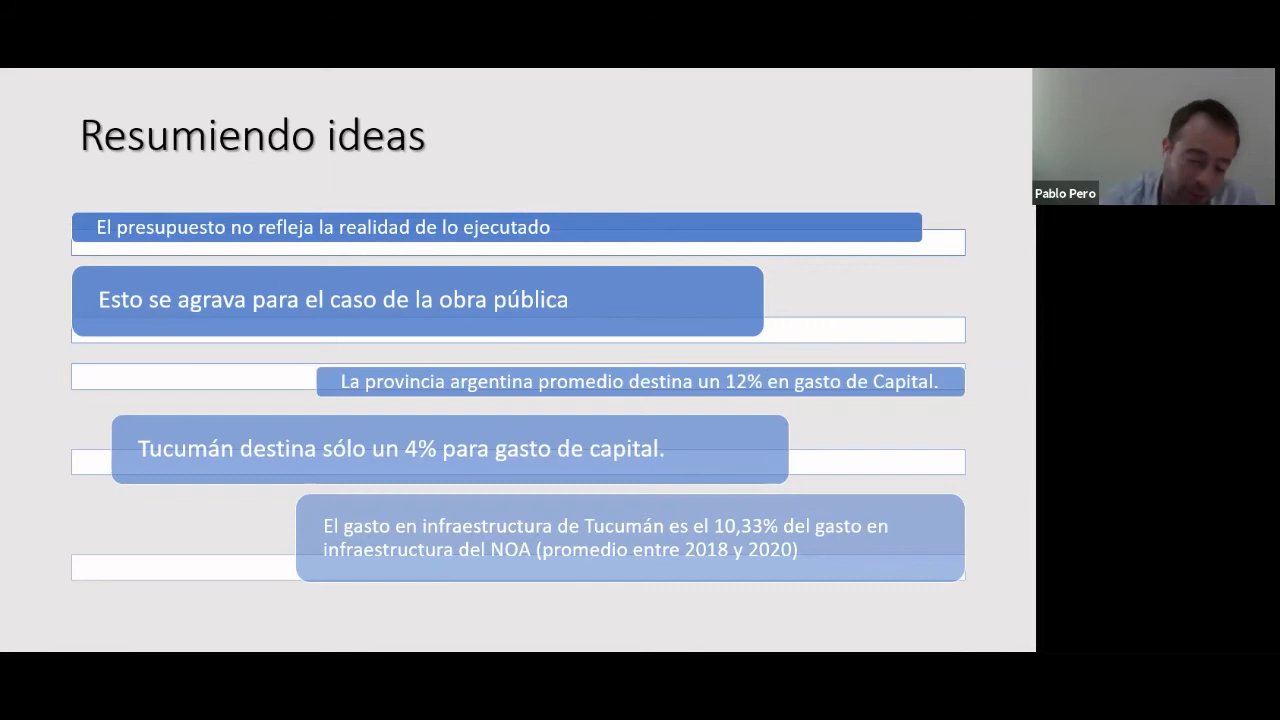 Resumiendo ideas
Pablo Pero
El presupuesto no refleja la realidad de lo ejecutado
Esto se agrava para el caso de la obra pública
La provincia argentina promedio destina un 12% en gasto de Capital.
Tucumán destina sólo un 4% para gasto de capital.
El gasto en infraestructura de Tucumán es el 10,33% del gasto en
infraestructura del NOA (promedio entre 2018 y 2020)